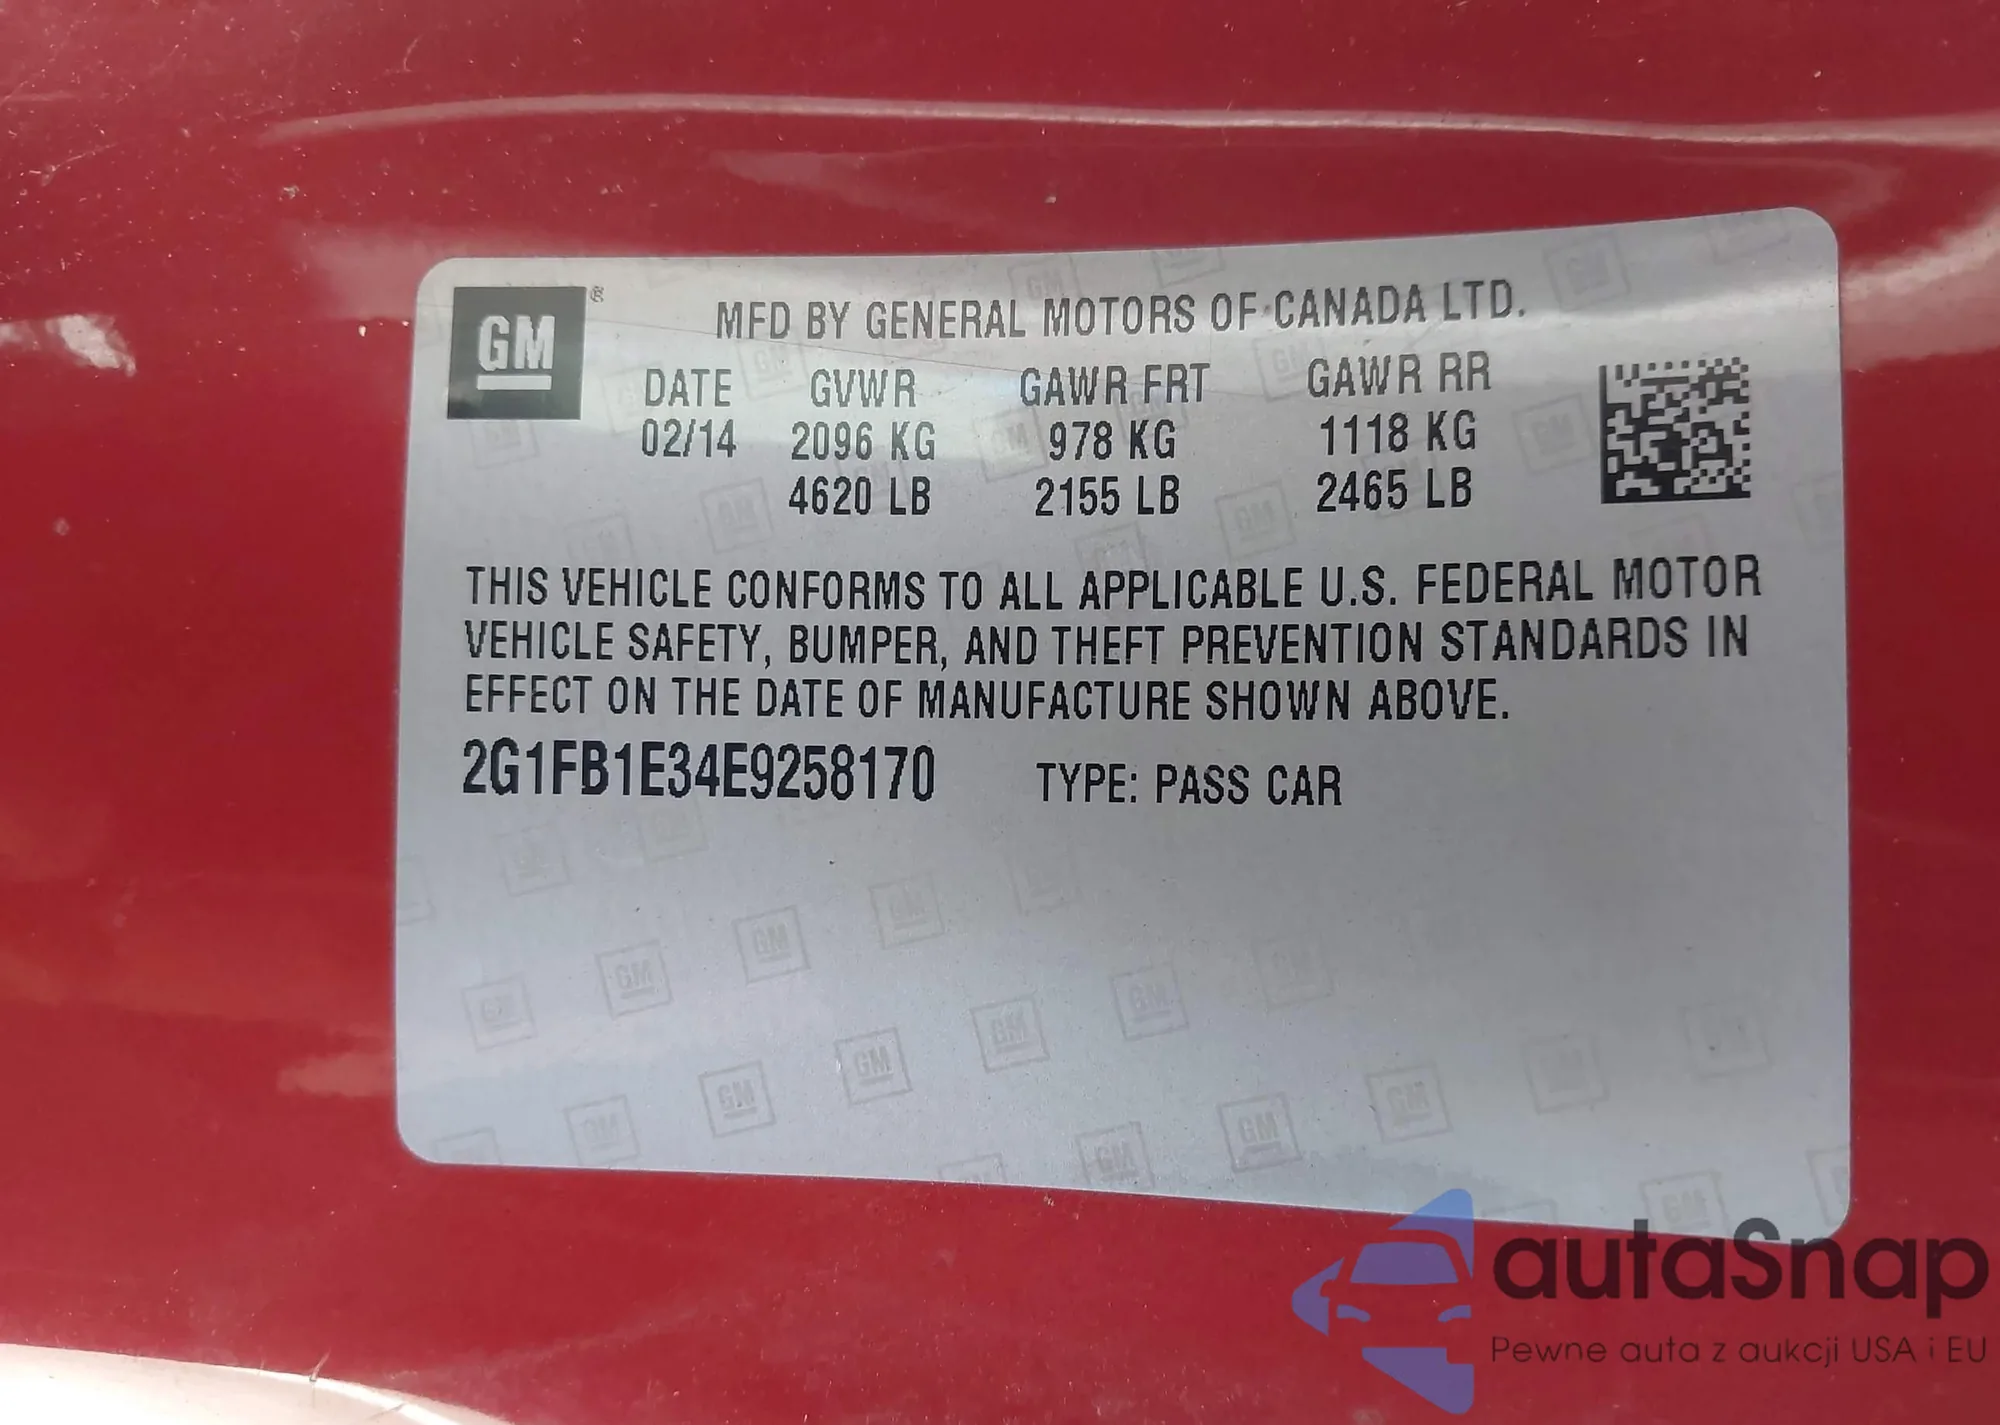 GM ®
MFD BY GENERAL MOTORS OF CANADA LTD.
DATE GVWR GAWR FRT GAWR RR
02/14 2096 KG 978 KG 1118 KG
4620 LB 2155 LB 2465 LB
THIS VEHICLE CONFORMS TO ALL APPLICABLE U.S. FEDERAL MOTOR
VEHICLE SAFETY, BUMPER, AND THEFT PREVENTION STANDARDS IN
EFFECT ON THE DATE OF MANUFACTURE SHOWN ABOVE.
2G1FB1E34E9258170 TYPE: PASS CAR
autaSnap
Pewne auta z aukcji USA i EU